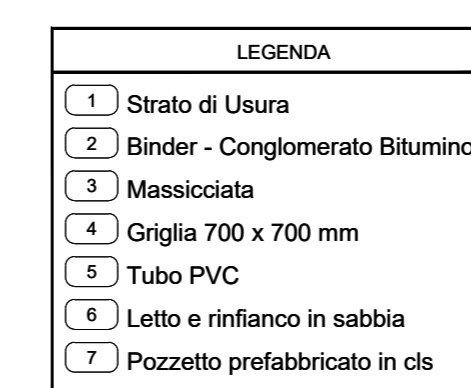 LEGENDA
1 Strato di Usura
2 Binder - Conglomerato Bitumino
3 Massicciata
4 Griglia 700 x 700 mm
5 Tubo PVC
6 Letto e rinfianco in sabbia
7 Pozzetto prefabbricato in cls